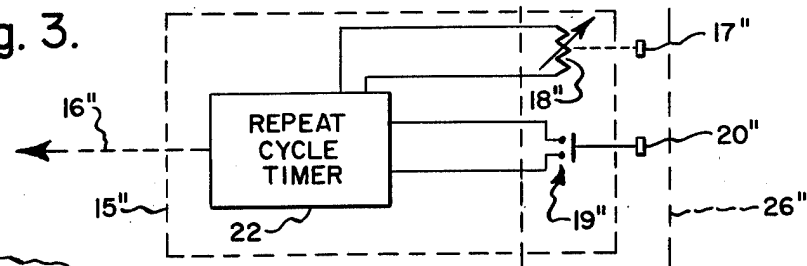 g. 3.
17"
16"
18"
REPEAT
CYCLE
TIMER
20"
15"
22
19"
26"